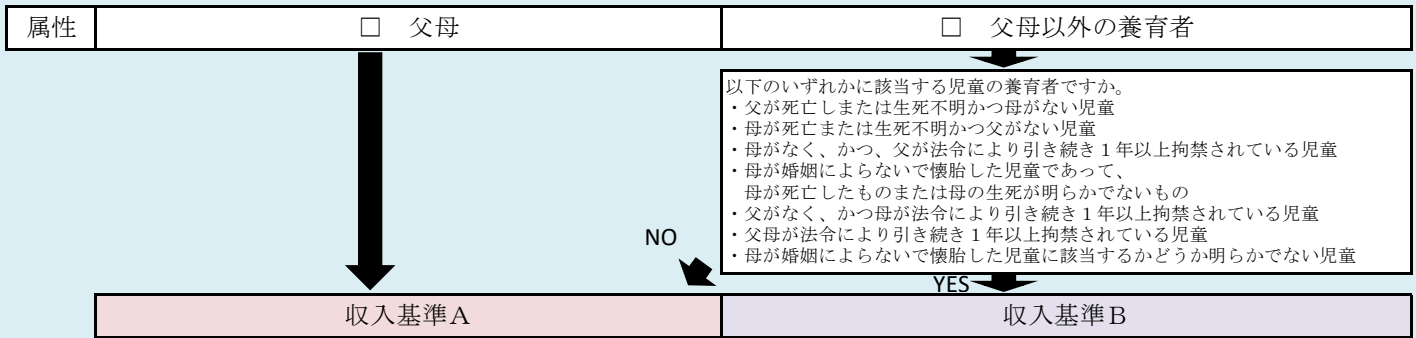 属性
□ 父母
□ 父母以外の養育者
以下のいずれかに該当する児童の養育者ですか。
・父が死亡しまたは生死不明かつ母がない児童
・母が死亡または生死不明かつ父がない児童
・母がなく、かつ、父が法令により引き続き１年以上拘禁されている児童
・母が婚姻によらないで懐胎した児童であって、
母が死亡したものまたは母の生死が明らかでないもの
・父がなく、かつ母が法令により引き続き１年以上拘禁されている児童
・父母が法令により引き続き１年以上拘禁されている児童
・母が婚姻によらないで懐胎した児童に該当するかどうか明らかでない児童
NO
YES
収入基準Ａ
収入基準Ｂ